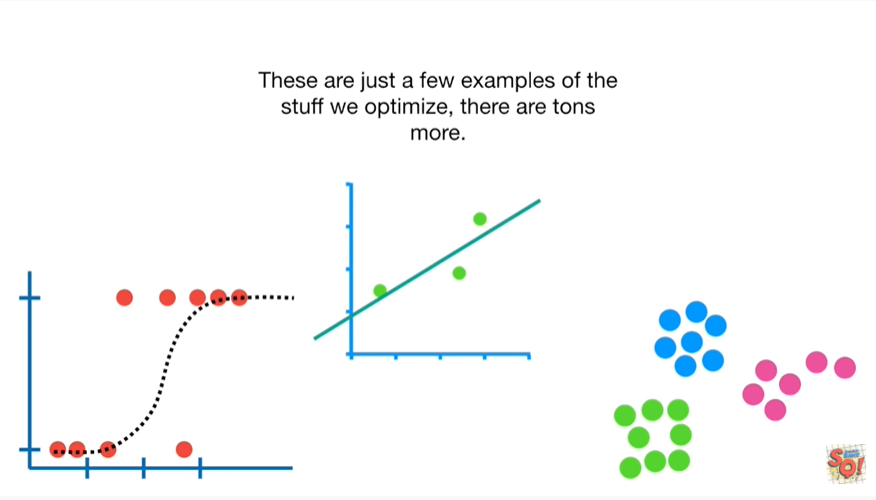 These are just a few examples of the
stuff we optimize, there are tons
more.